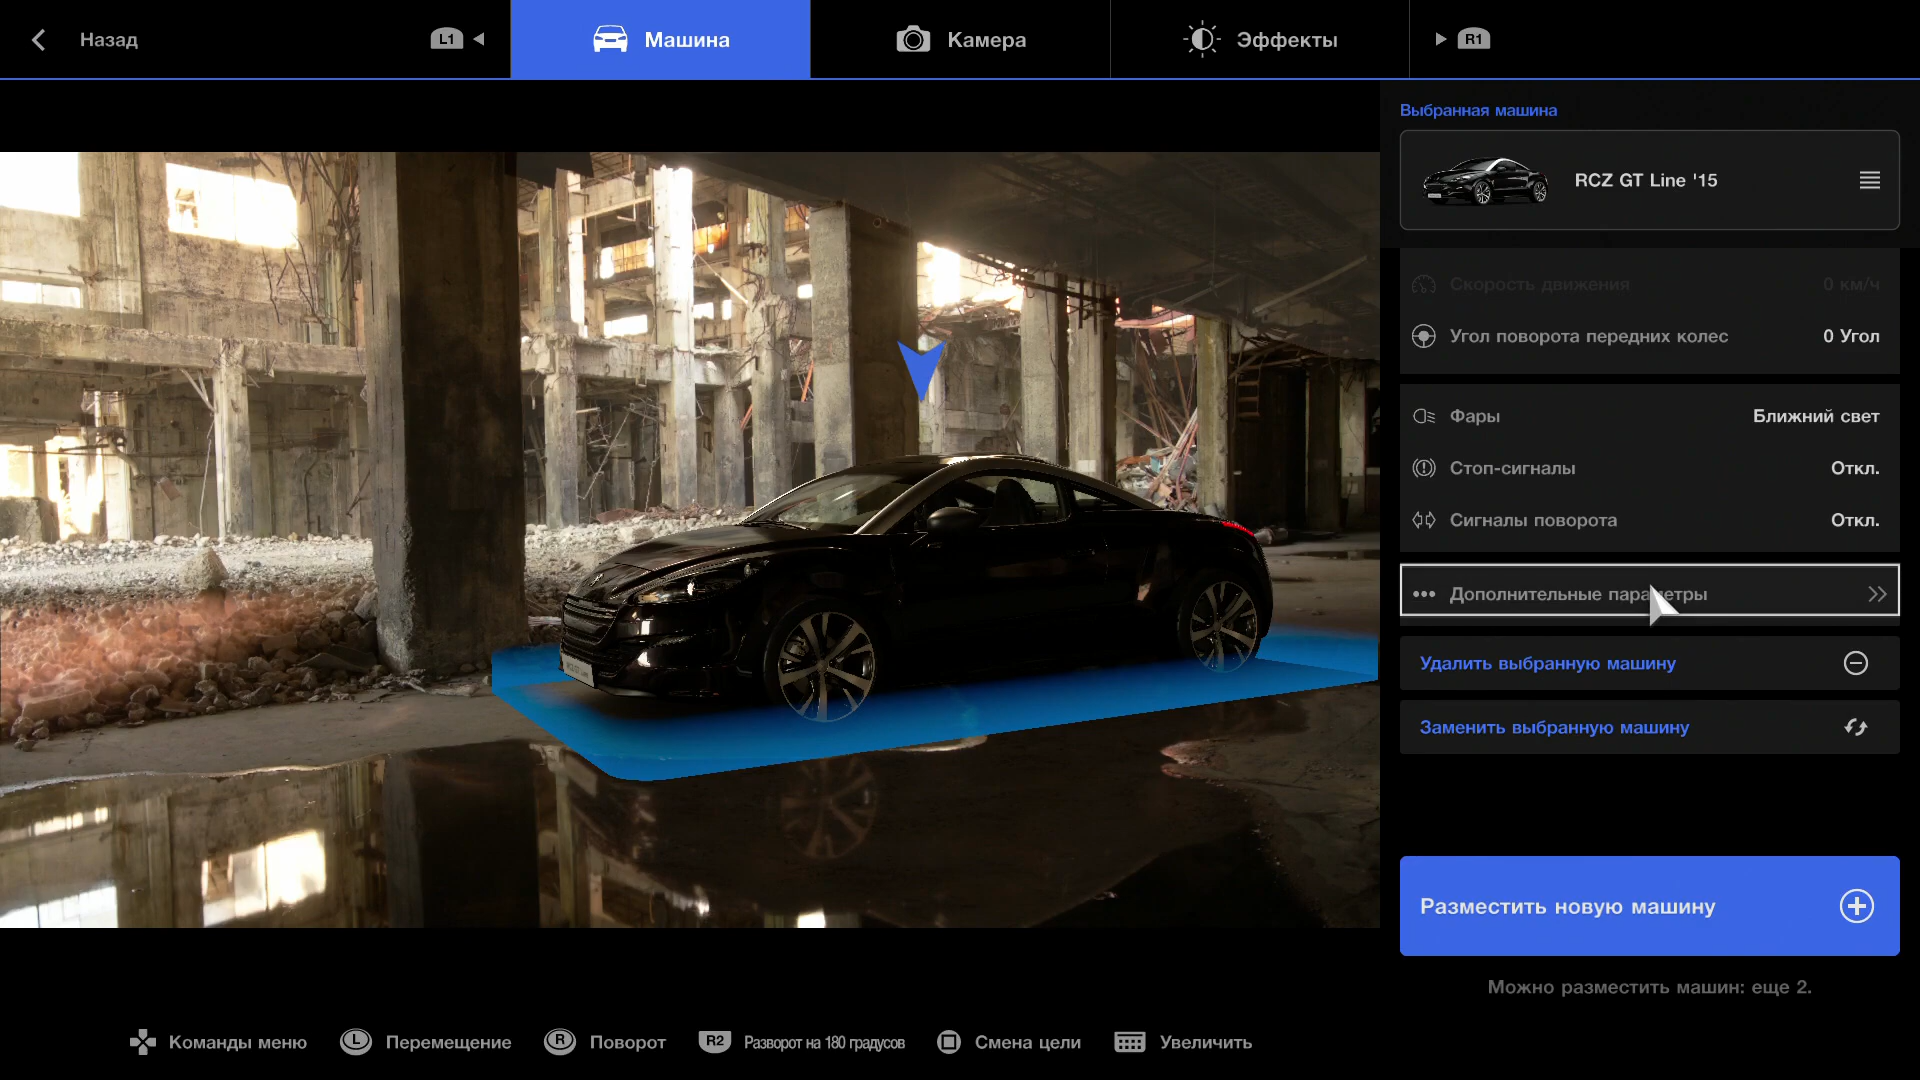 Назад
L1
Машина
Камера
Эффекты
R1
Выбранная машина
RCZ GT Line '15
Скорость движения 0 км/ч
Угол поворота передних колес 0 Угол
Фары Ближний свет
Стоп-сигналы Откл.
Сигналы поворота Откл.
Дополнительные параметры
Удалить выбранную машину
Заменить выбранную машину
Разместить новую машину
Можно разместить машин: еще 2.
RCZ GT Line
Команды меню
L Перемещение
R Поворот
R2 Разворот на 180 градусов
Смена цели
Увеличить